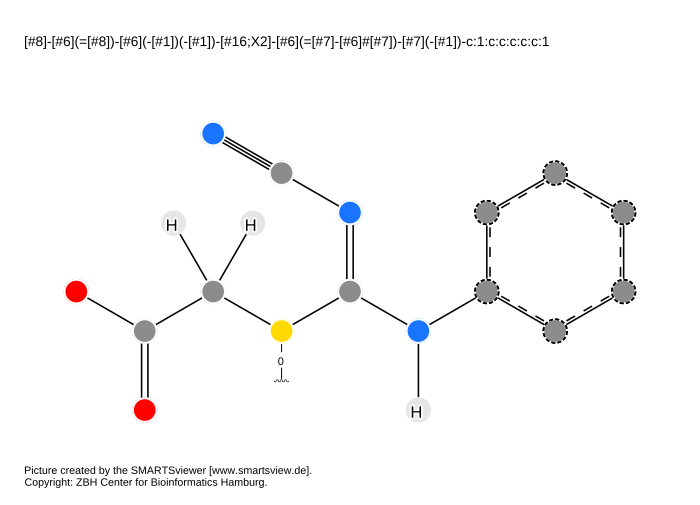 [#8]-[#6](=[#8])-[#6](-[#1])(-[#1])-[#16;X2]-[#6](=[#7]-[#6]#[#7])-[#7](-[#1])-c:1:c:c:c:c:c:1
H H
0
H
Picture created by the SMARTSviewer [www.smartsview.de].
Copyright: ZBH Center for Bioinformatics Hamburg.